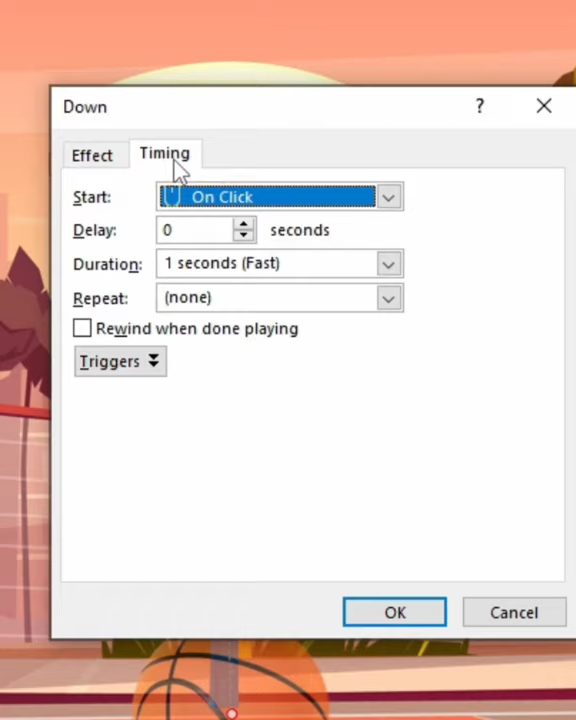 Down ?
Effect Timing
Start: On Click
Delay: 0 seconds
Duration: 1 seconds (Fast)
Repeat: (none)
Rewind when done playing
Triggers
OK Cancel